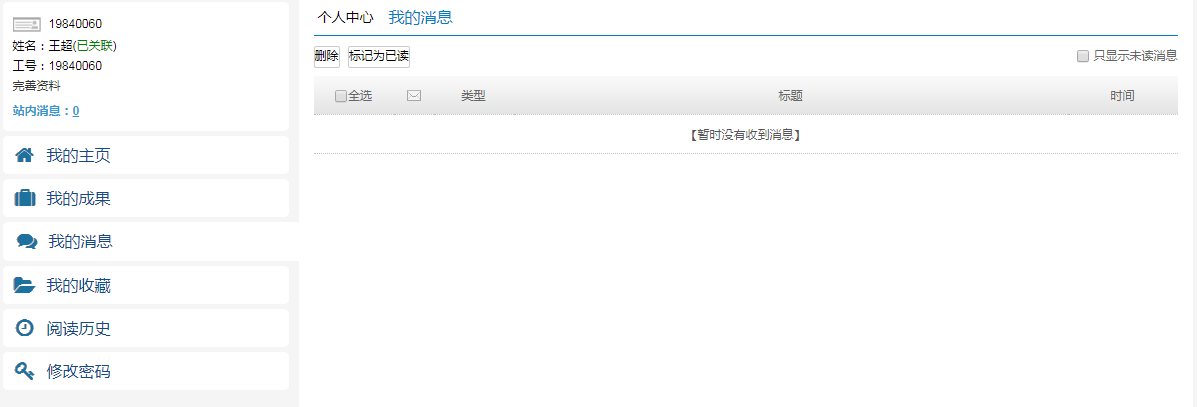 19840060
姓名：王超(已关联)
工号：19840060
完善资料
站内消息：0
我的主页
我的成果
我的消息
我的收藏
阅读历史
修改密码
个人中心 我的消息
删除 标记为已读 只显示未读消息
全选 类型 标题 时间
【暂时没有收到消息】